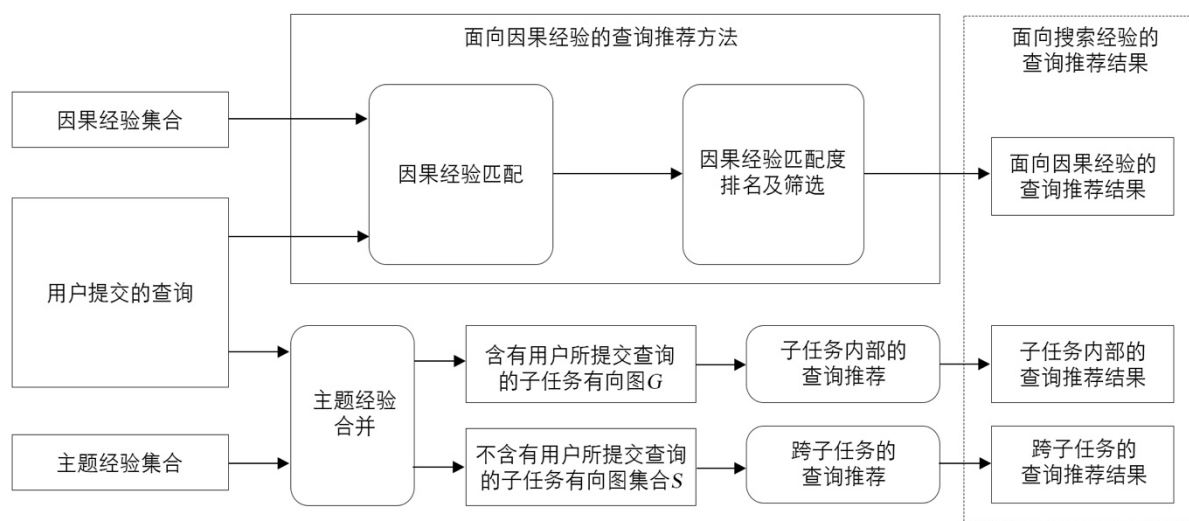 面向因果经验的查询推荐方法
面向搜索经验的
查询推荐结果
因果经验集合
因果经验匹配
因果经验匹配度
排名及筛选
面向因果经验的
查询推荐结果
用户提交的查询
主题经验
合并
含有用户所提交查询
的子任务有向图G
子任务内部的
查询推荐
子任务内部的
查询推荐结果
主题经验集合
不含有用户所提交查询
的子任务有向图集合S
跨子任务的
查询推荐
跨子任务的
查询推荐结果